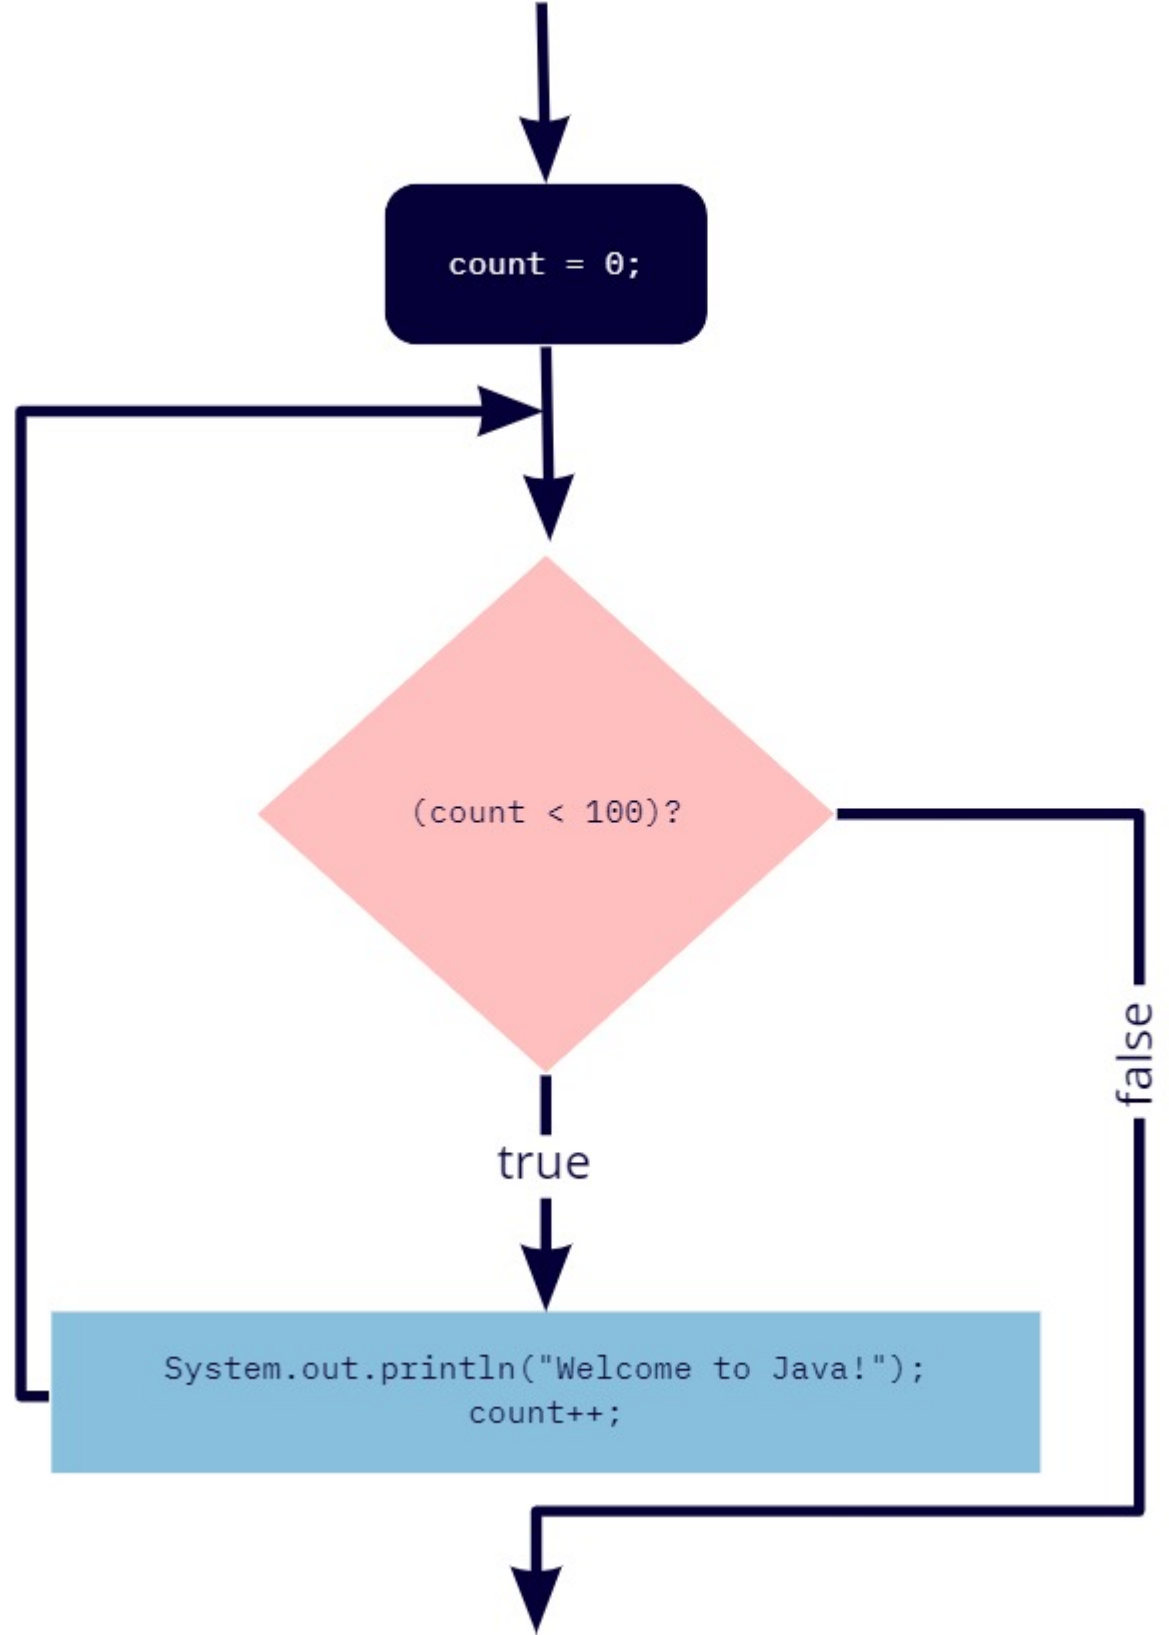 count = 0;
(count < 100)?
false
true
System.out.println("Welcome to Java!");
count++;